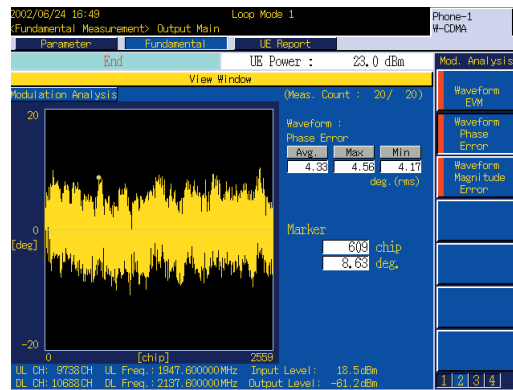 2002/06/24 16:49 Loop Mode 1 Phone-1
<Fundamental Measurement> Output Main W-CDMA
Parameter Fundamental UE Report
End UE Power : 23.0 dBm Mod. Analysis
View Window
Modulation Analysis (Meas. Count : 20/ 20)
Waveform EVM
20
Waveform :
Phase Error
Waveform Phase Error
Avg. Max Min
4.33 4.56 4.17
deg.(rms)
Waveform Magnitude Error
0
[deg]
Marker
609 chip
8.63 deg.
-20
0 [chip] 2559
UL CH: 9738CH UL Freq.:1947.600000MHz Input Level: 18.5dBm
DL CH:10688CH DL Freq.:2137.600000MHz Output Level: -61.2dBm
1 2 3 4